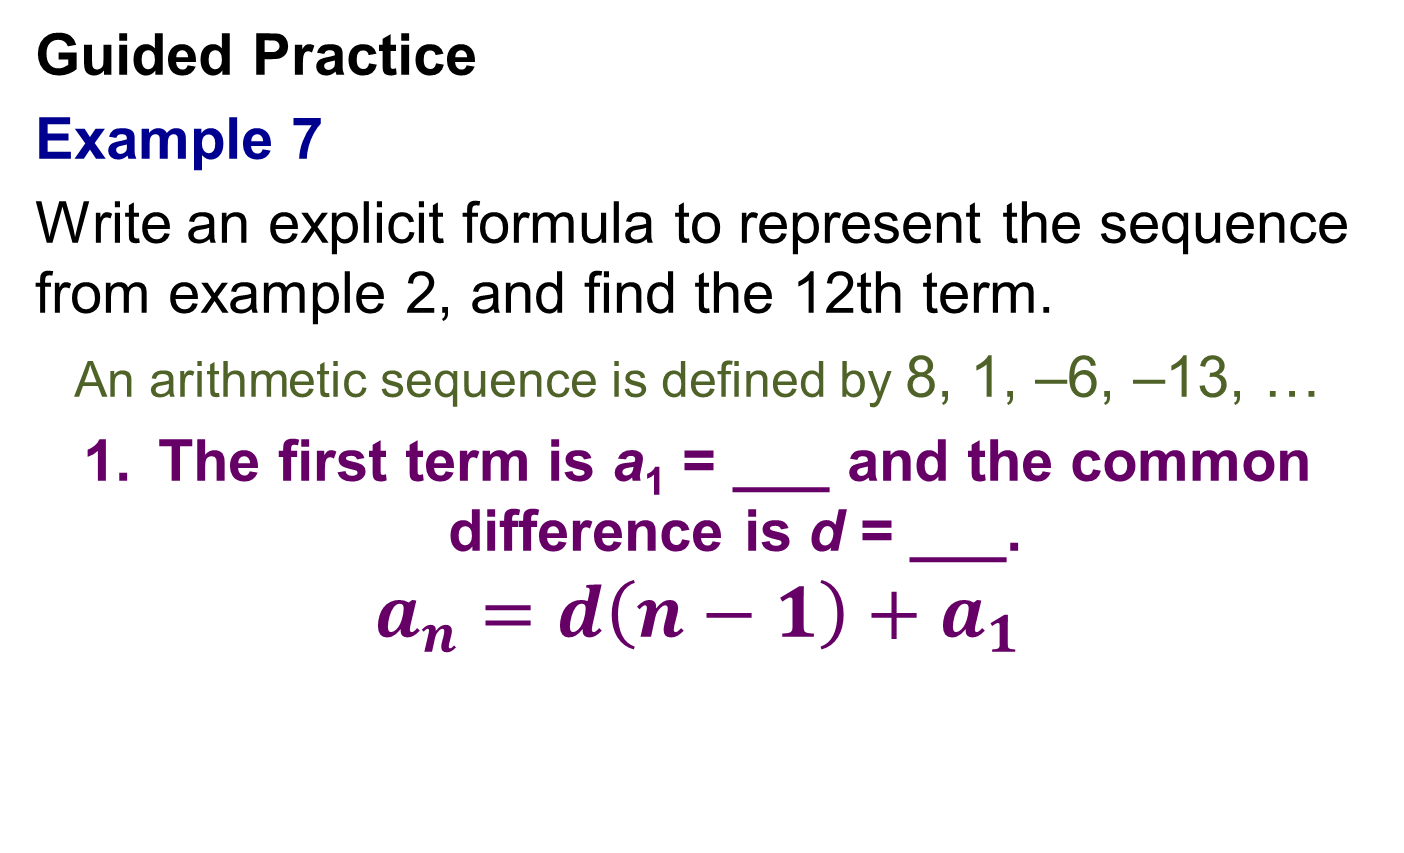 Guided Practice
Example 7
Write an explicit formula to represent the sequence
from example 2, and find the 12th term.
An arithmetic sequence is defined by 8, 1, –6, –13, …
1. The first term is a₁ = ___ and the common
difference is d = ___.
aₙ = d(n − 1) + a₁